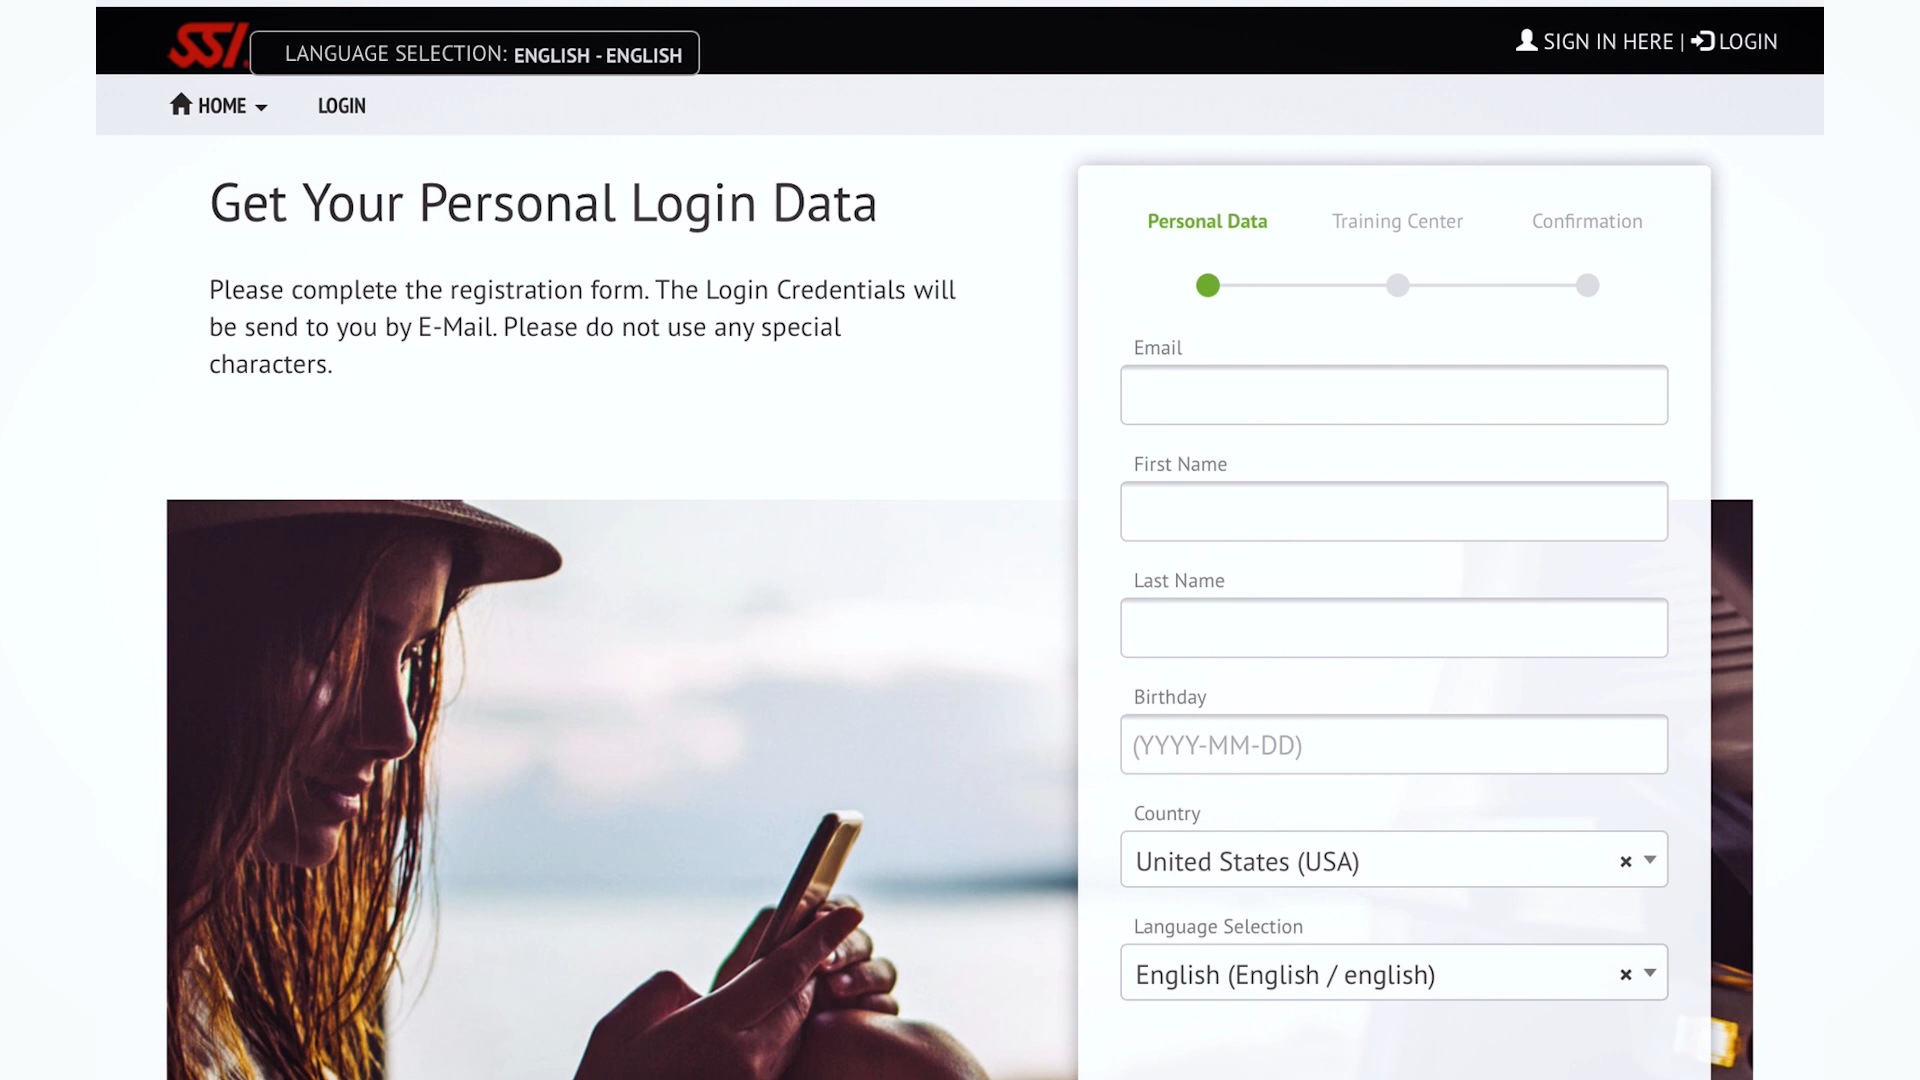 SSI
LANGUAGE SELECTION: ENGLISH - ENGLISH
SIGN IN HERE | LOGIN
HOME
LOGIN
Get Your Personal Login Data
Please complete the registration form. The Login Credentials will
be send to you by E-Mail. Please do not use any special
characters.
Personal Data
Training Center
Confirmation
Email
First Name
Last Name
Birthday
(YYYY-MM-DD)
Country
United States (USA)
Language Selection
English (English / english)